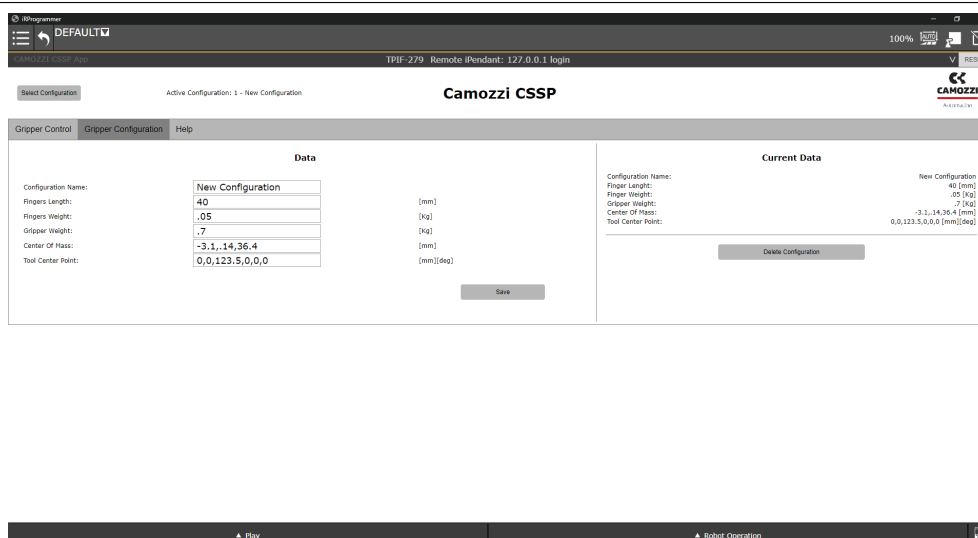 iRProgrammer
DEFAULT
100% AUTO
CAMOZZI CSSP App TPIF-279 Remote iPendant: 127.0.0.1 login RES
Select Configuration Active Configuration: 1 - New Configuration Camozzi CSSP CAMOZZI
Automation
Gripper Control Gripper Configuration Help
Data
Configuration Name: New Configuration
Fingers Length: 40 [mm]
Fingers Weight: .05 [Kg]
Gripper Weight: .7 [Kg]
Center Of Mass: -3.1,.14,36.4 [mm]
Tool Center Point: 0,0,123.5,0,0,0 [mm][deg]
Save
Current Data
Configuration Name: New Configuration
Finger Lenght: 40 [mm]
Finger Weight: .05 [Kg]
Gripper Weight: .7 [Kg]
Center Of Mass: -3.1,.14,36.4 [mm]
Tool Center Point: 0,0,123.5,0,0,0 [mm][deg]
Delete Configuration
Play Robot Operation